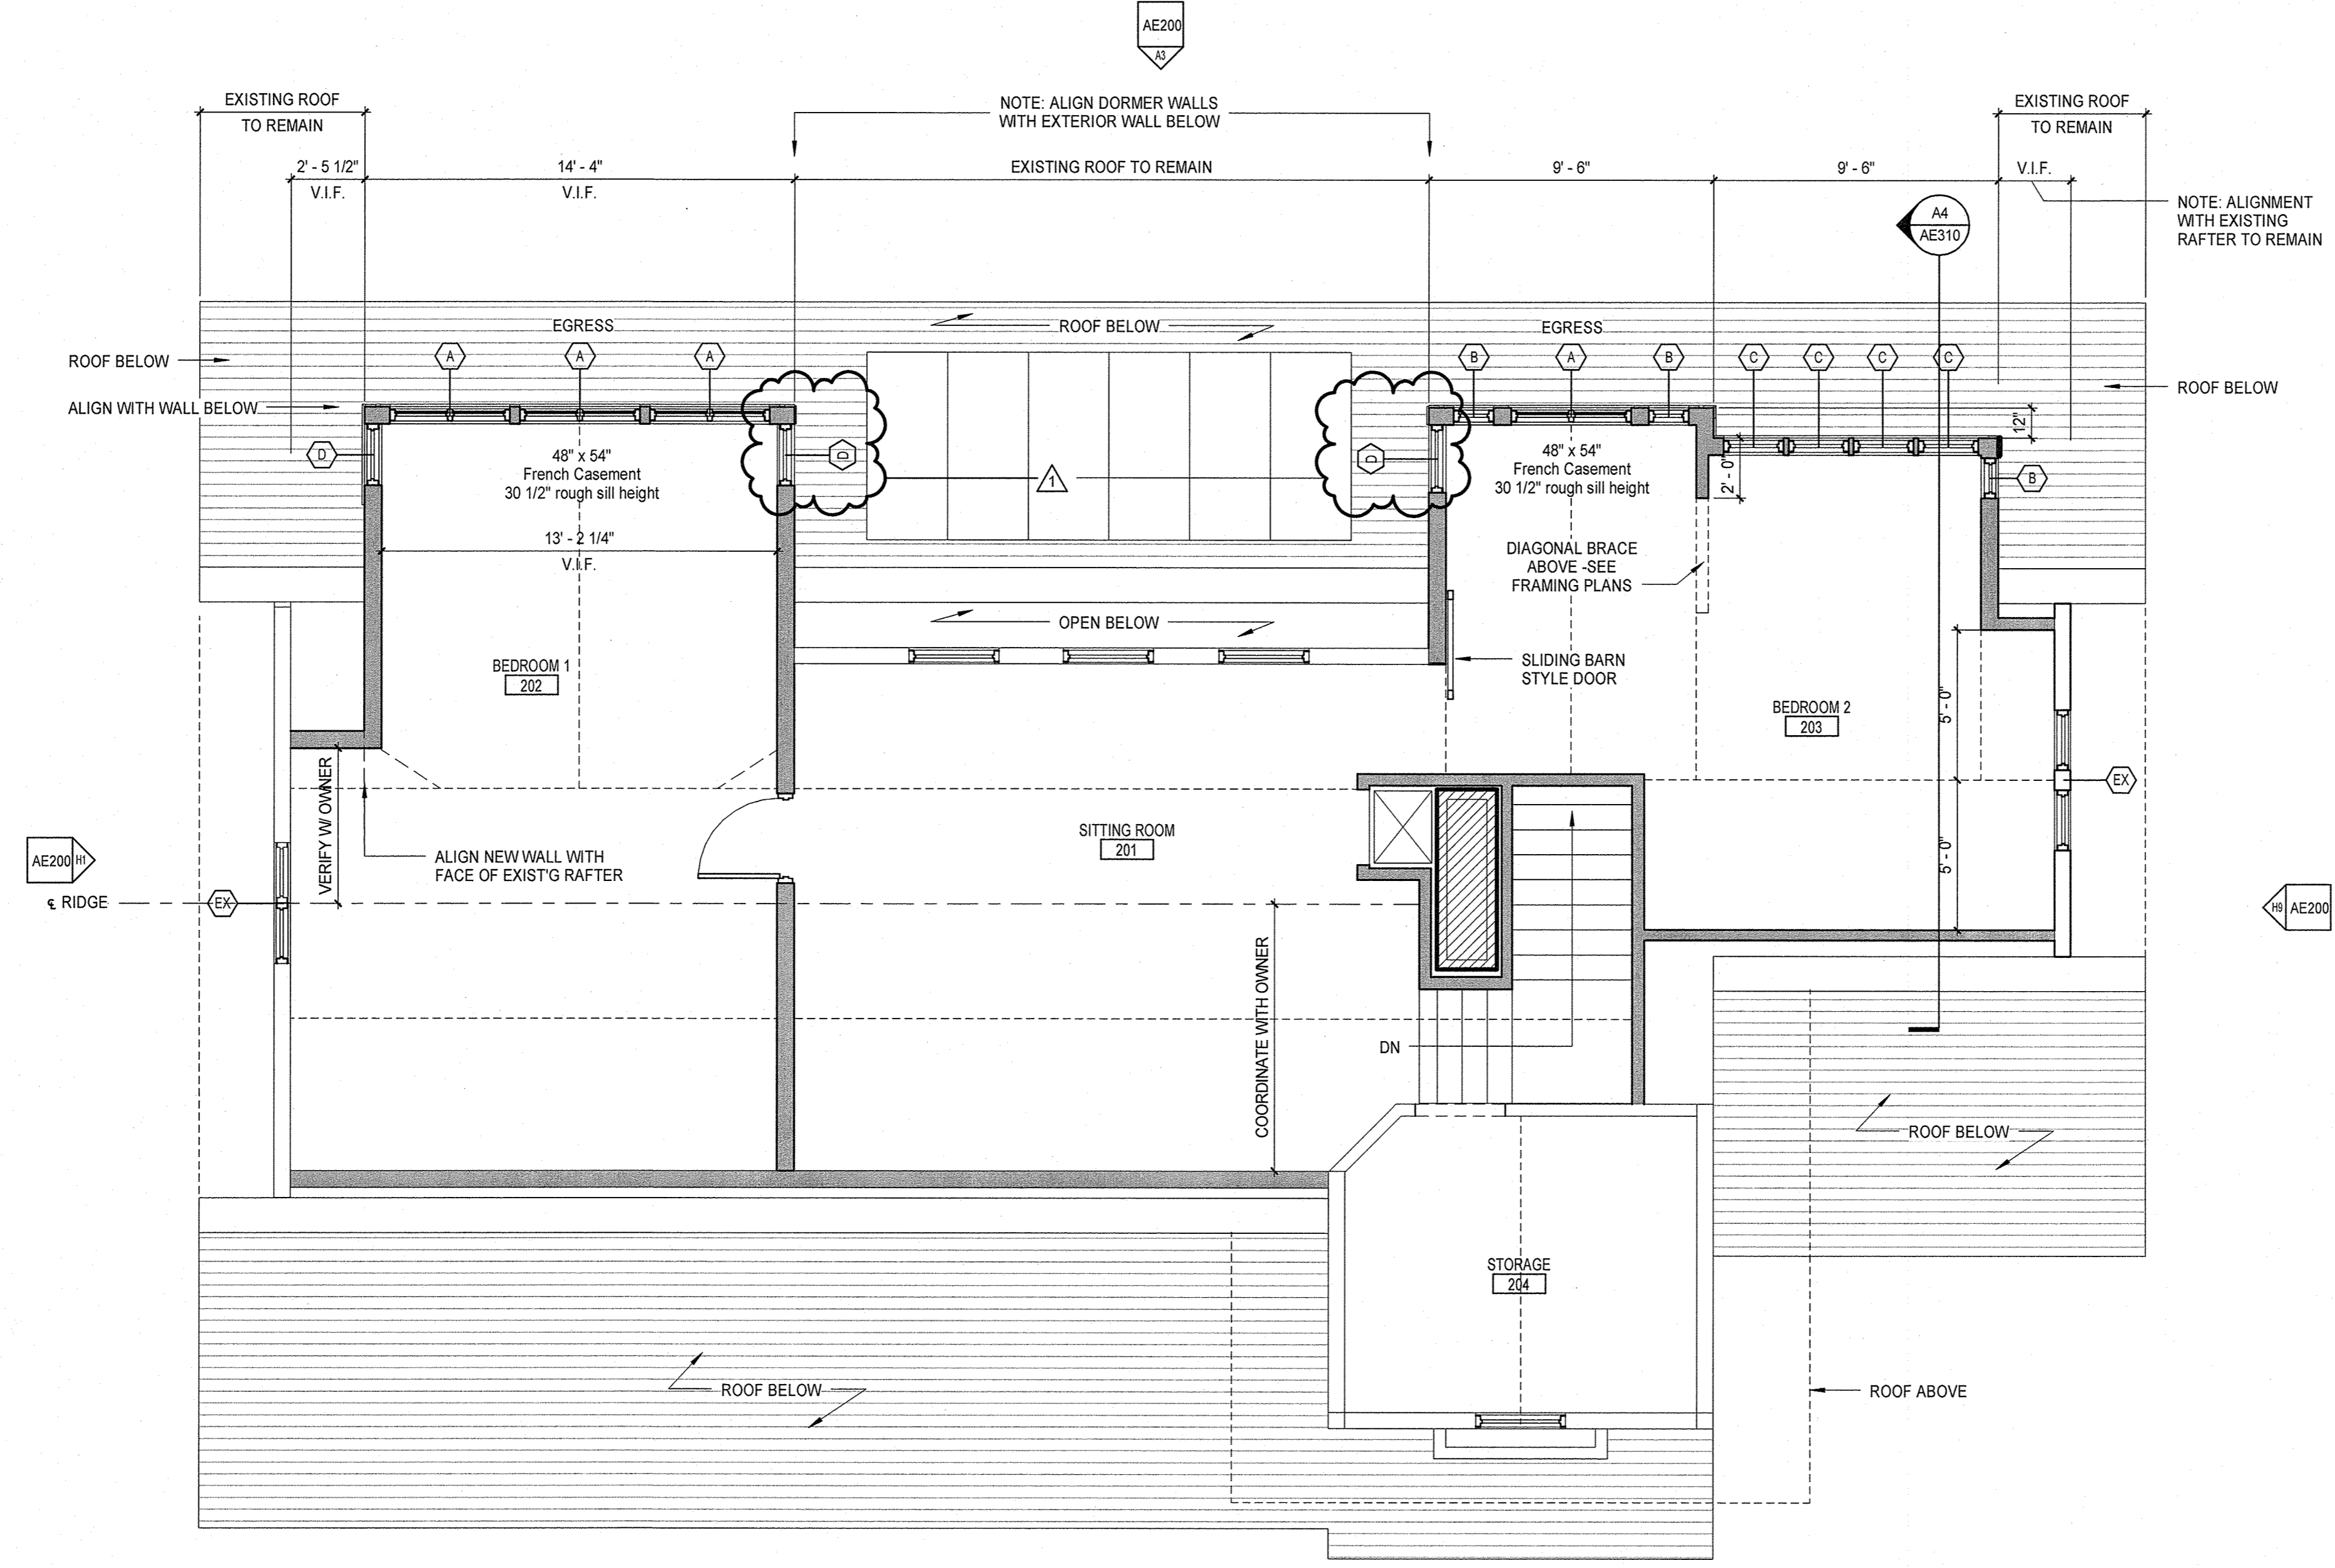 AE200
A3
EXISTING ROOF
TO REMAIN
NOTE: ALIGN DORMER WALLS
WITH EXTERIOR WALL BELOW
EXISTING ROOF
TO REMAIN
2' - 5 1/2"
V.I.F.
14' - 4"
V.I.F.
EXISTING ROOF TO REMAIN
9' - 6"
9' - 6"
V.I.F.
NOTE: ALIGNMENT
WITH EXISTING
RAFTER TO REMAIN
A4
AE310
EGRESS
ROOF BELOW
EGRESS
ROOF BELOW
A
A
A
B
A
B
C
C
C
C
ROOF BELOW
ALIGN WITH WALL BELOW
12"
D
48" x 54"
French Casement
30 1/2" rough sill height
D
1
D
48" x 54"
French Casement
30 1/2" rough sill height
2' - 0"
B
13' - 2 1/4"
V.I.F.
DIAGONAL BRACE
ABOVE -SEE
FRAMING PLANS
OPEN BELOW
BEDROOM 1
202
SLIDING BARN
STYLE DOOR
BEDROOM 2
203
5' - 0"
EX
VERIFY W/ OWNER
SITTING ROOM
201
AE200
H1
ALIGN NEW WALL WITH
FACE OF EXIST'G RAFTER
5' - 0"
℄ RIDGE
EX
H9
AE200
COORDINATE WITH OWNER
DN
ROOF BELOW
STORAGE
204
ROOF BELOW
ROOF ABOVE